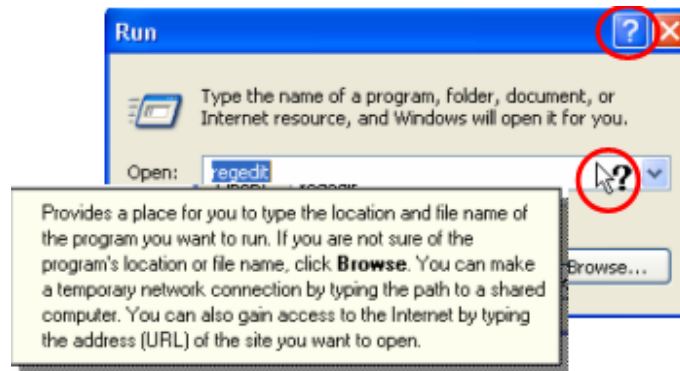 Run
?
Type the name of a program, folder, document, or
Internet resource, and Windows will open it for you.
Open:
regedit
?
Provides a place for you to type the location and file name of
the program you want to run. If you are not sure of the
program's location or file name, click Browse. You can make
a temporary network connection by typing the path to a shared
computer. You can also gain access to the Internet by typing
the address (URL) of the site you want to open.
Browse...